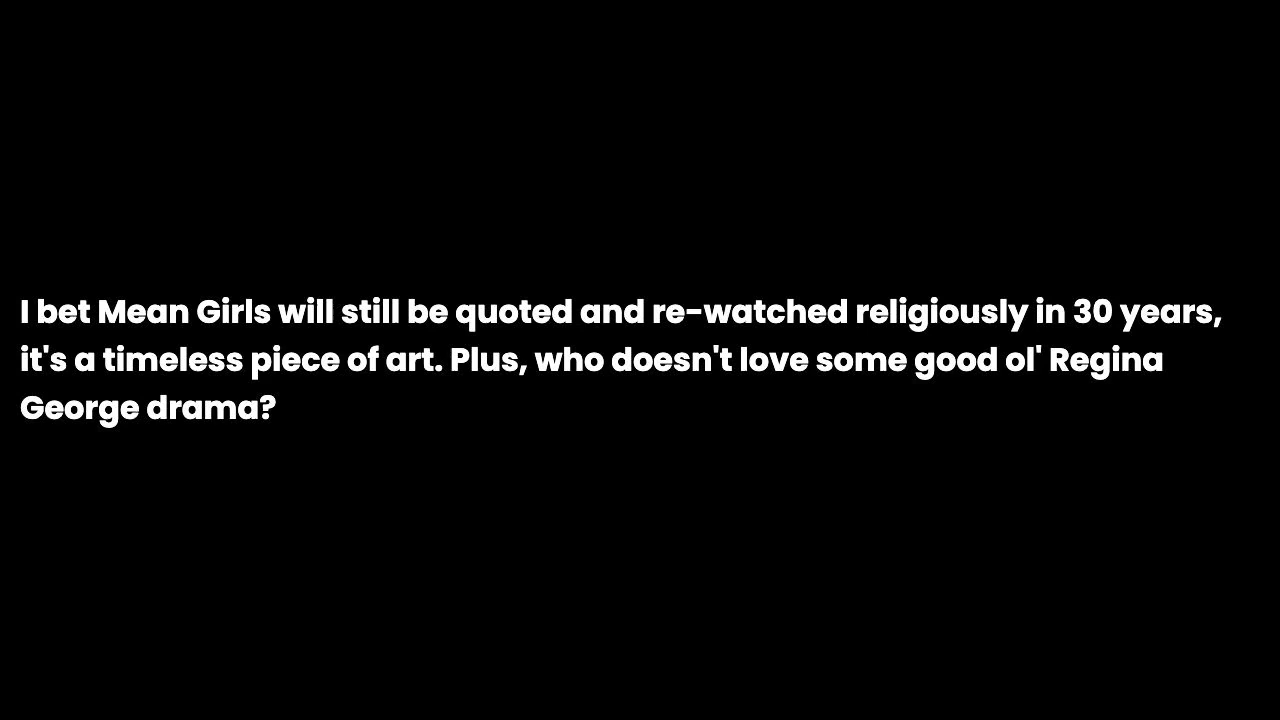 I bet Mean Girls will still be quoted and re-watched religiously in 30 years,
it's a timeless piece of art. Plus, who doesn't love some good ol' Regina
George drama?